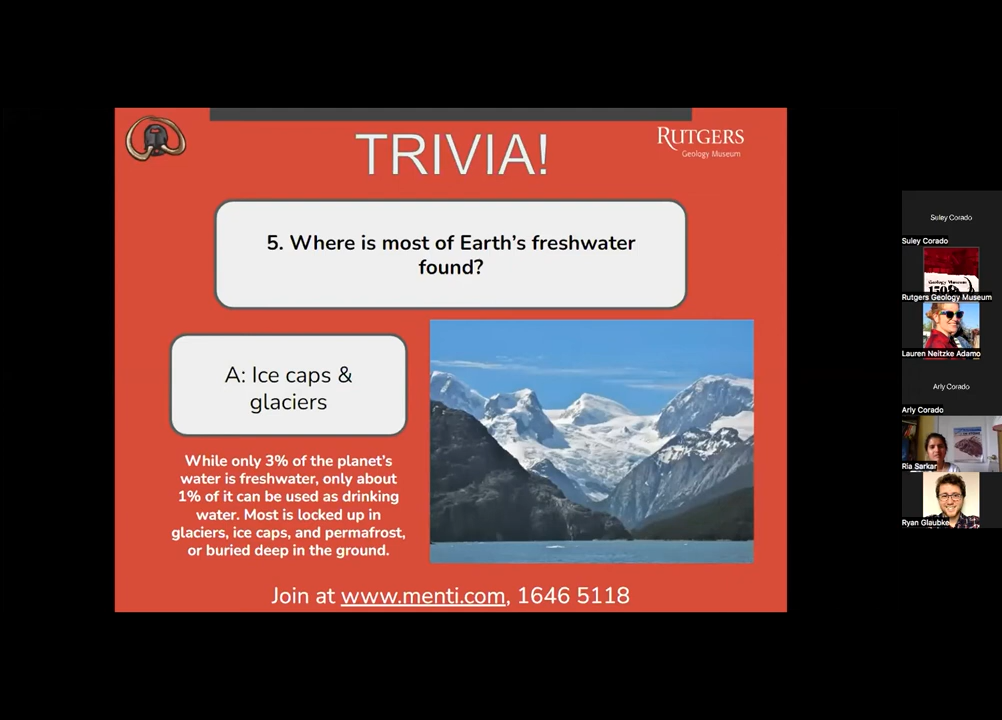 TRIVIA!
RUTGERS
Geology Museum
5. Where is most of Earth's freshwater
found?
A: Ice caps &
glaciers
While only 3% of the planet's
water is freshwater, only about
1% of it can be used as drinking
water. Most is locked up in
glaciers, ice caps, and permafrost,
or buried deep in the ground.
Join at www.menti.com, 1646 5118
Suley Corado
Suley Corado
Geology Museum
Rutgers Geology Museum
Lauren Neitzke Adamo
Arly Corado
Arly Corado
Ria Sarkar
Ryan Glaubke